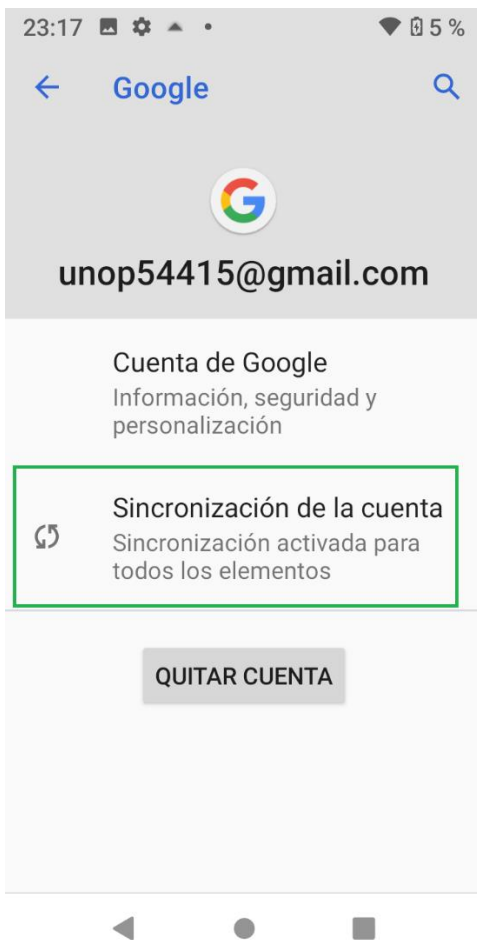 23:17 5 %
Google
unop54415@gmail.com
Cuenta de Google
Información, seguridad y
personalización
Sincronización de la cuenta
Sincronización activada para
todos los elementos
QUITAR CUENTA